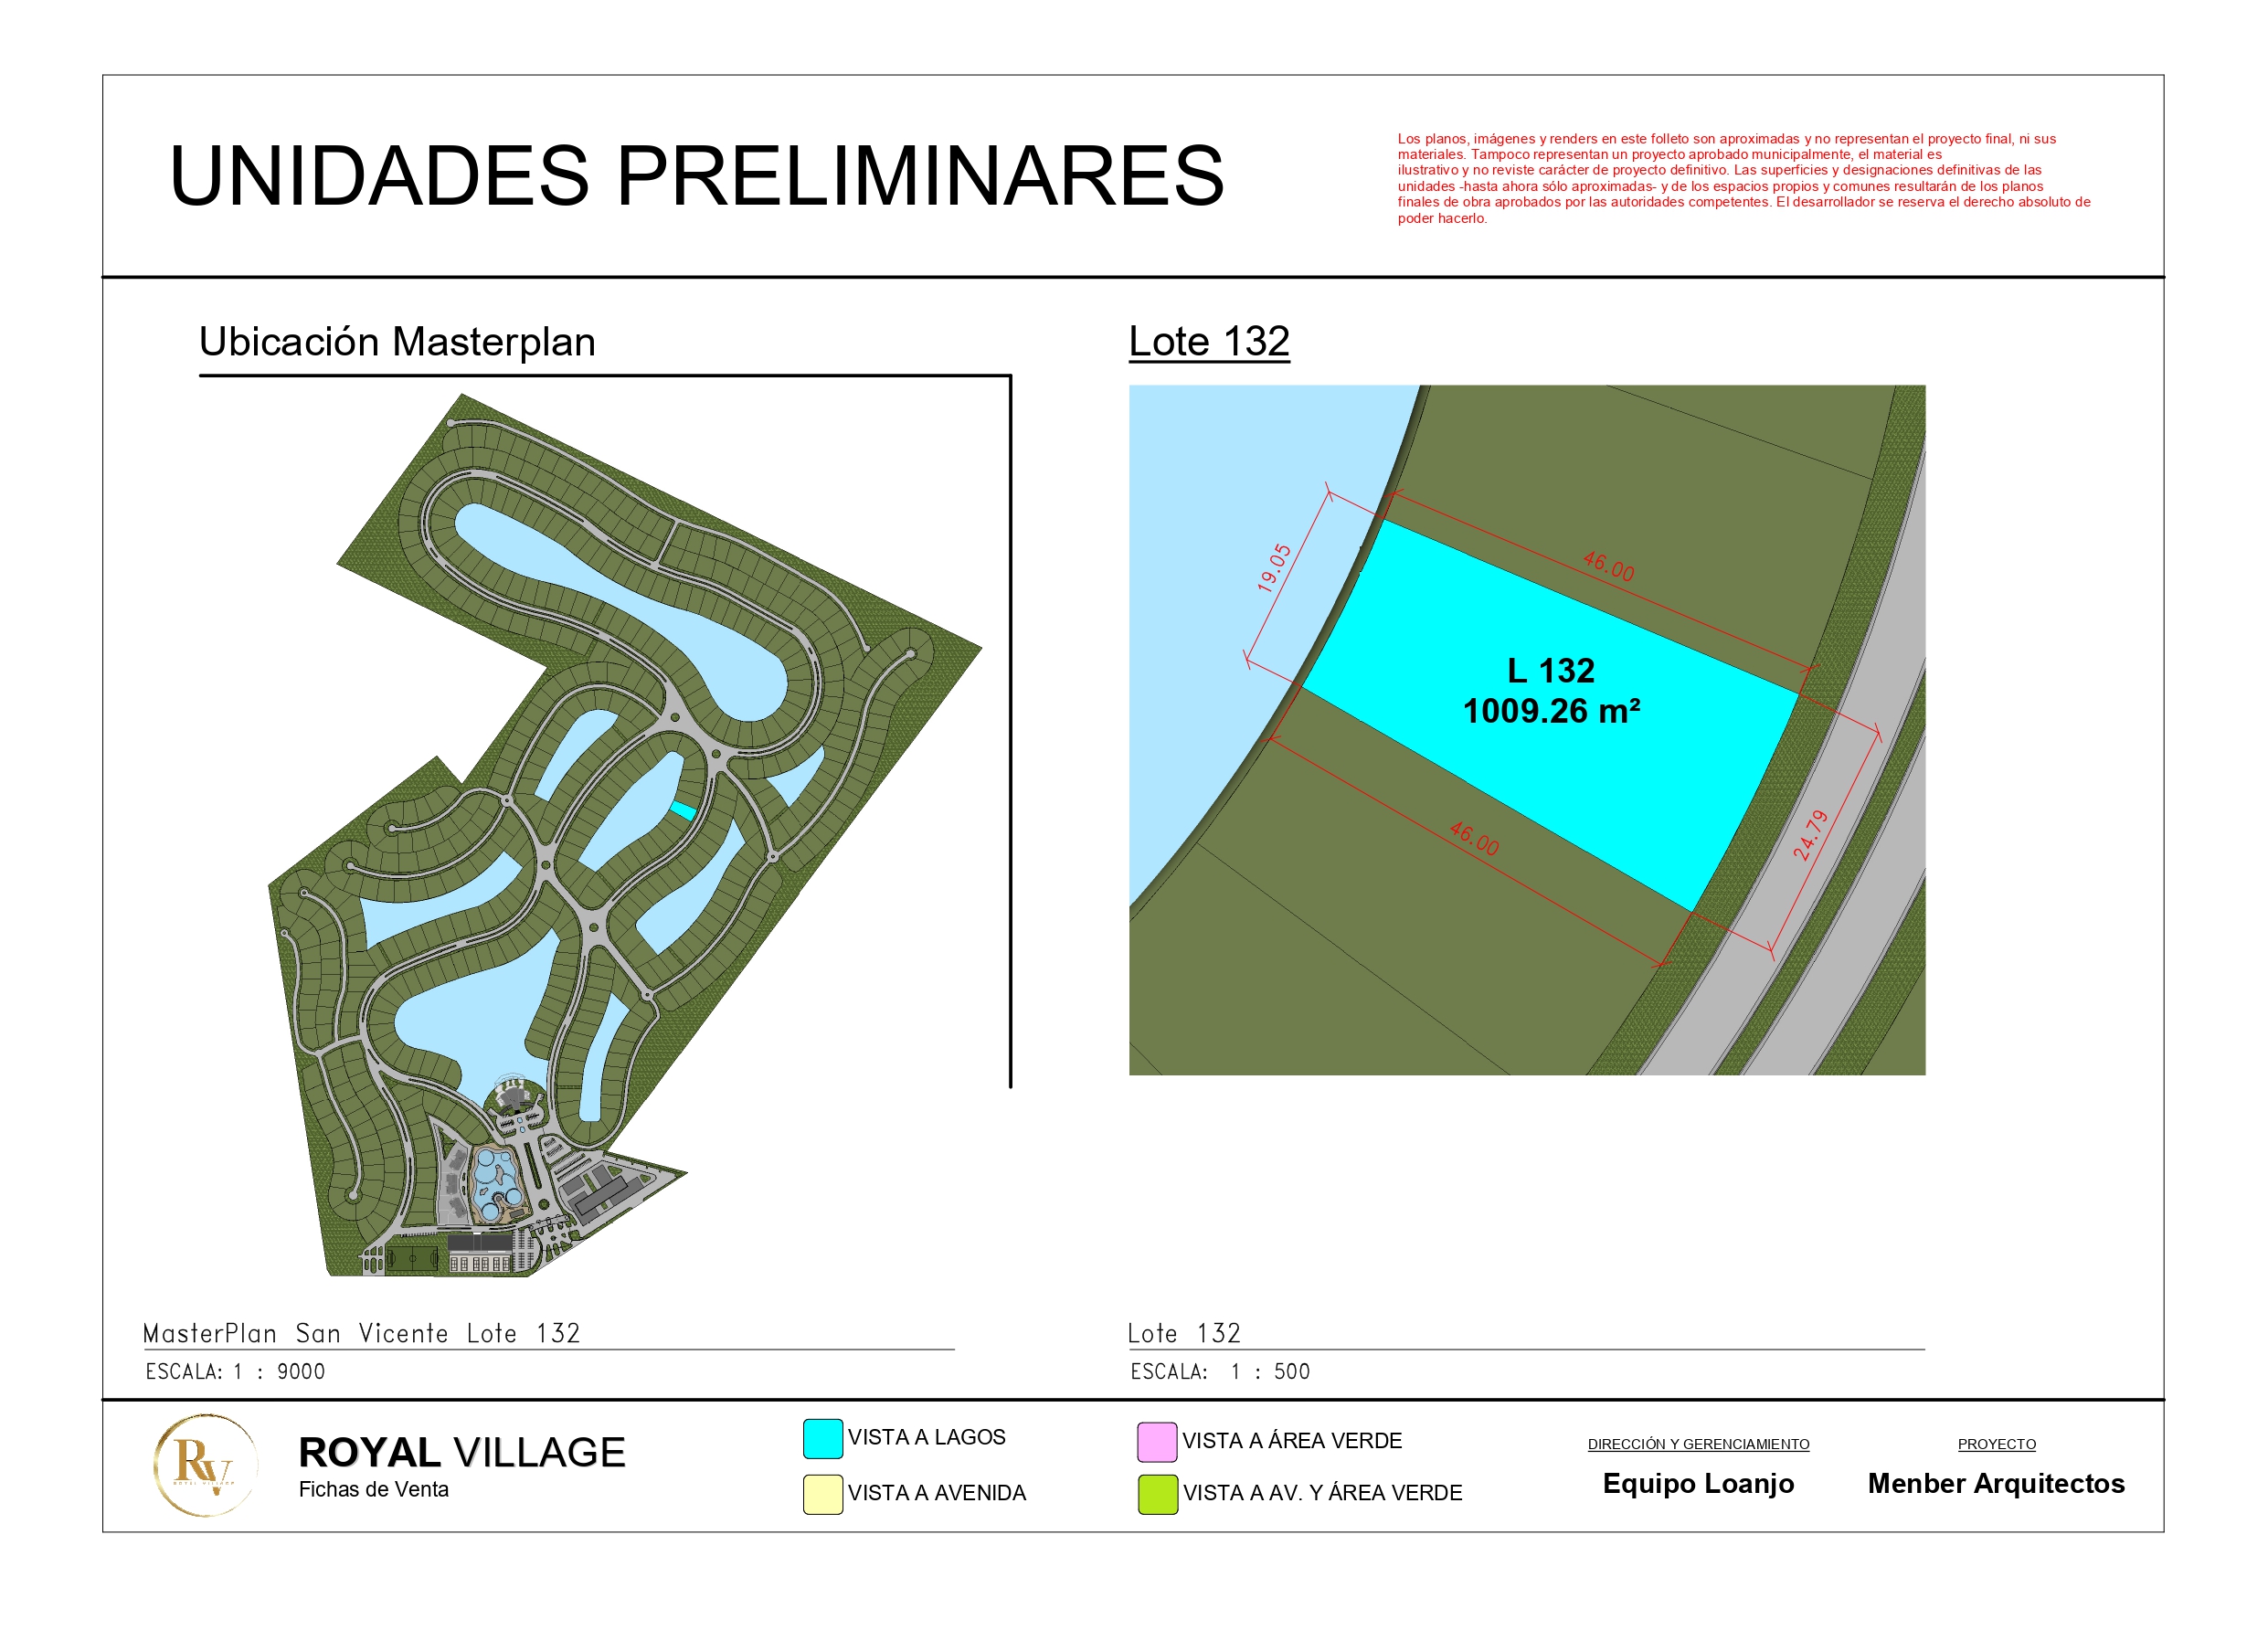 UNIDADES PRELIMINARES
Los planos, imágenes y renders en este folleto son aproximadas y no representan el proyecto final, ni sus
materiales. Tampoco representan un proyecto aprobado municipalmente, el material es
ilustrativo y no reviste carácter de proyecto definitivo. Las superficies y designaciones definitivas de las
unidades -hasta ahora sólo aproximadas- y de los espacios propios y comunes resultarán de los planos
finales de obra aprobados por las autoridades competentes. El desarrollador se reserva el derecho absoluto de
poder hacerlo.
Ubicación Masterplan
Lote 132
19.05
46.00
L 132
1009.26 m²
46.00
24.79
MasterPlan San Vicente Lote 132
ESCALA: 1 : 9000
Lote 132
ESCALA: 1 : 500
RV
ROYAL VILLAGE
ROYAL VILLAGE
Fichas de Venta
VISTA A LAGOS
VISTA A AVENIDA
VISTA A ÁREA VERDE
VISTA A AV. Y ÁREA VERDE
DIRECCIÓN Y GERENCIAMIENTO
Equipo Loanjo
PROYECTO
Menber Arquitectos